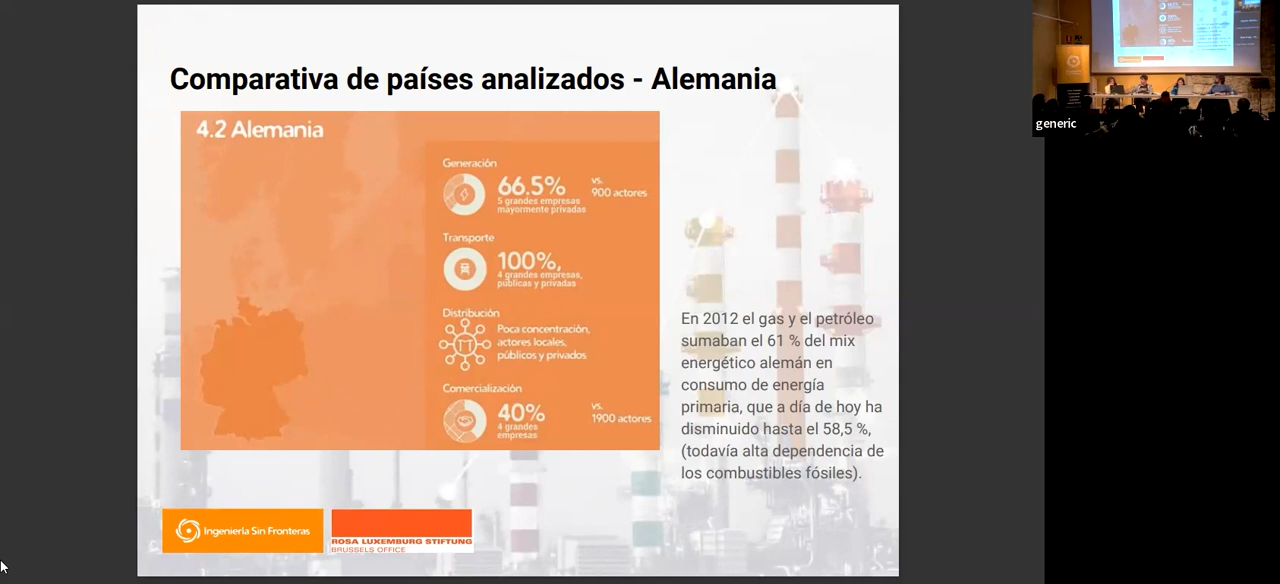 Comparativa de países analizados - Alemania
4.2 Alemania
Generación
66.5%
5 grandes empresas
mayormente privadas
vs.
900 actores
Transporte
100%,
4 grandes empresas,
públicas y privadas
Distribución
Poca concentración,
actores locales,
públicos y privados
Comercialización
40%
4 grandes
empresas
vs.
1900 actores
En 2012 el gas y el petróleo
sumaban el 61 % del mix
energético alemán en
consumo de energía
primaria, que a día de hoy ha
disminuido hasta el 58,5 %,
(todavía alta dependencia de
los combustibles fósiles).
Ingeniería Sin Fronteras
ROSA LUXEMBURG STIFTUNG
BRUSSELS OFFICE
generic